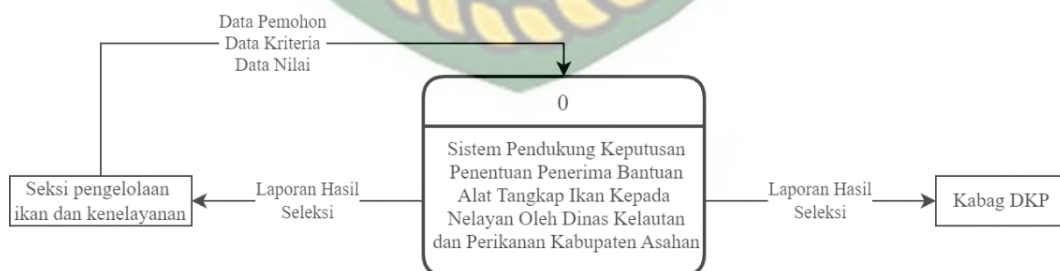 Data Pemohon
Data Kriteria
Data Nilai
0
Sistem Pendukung Keputusan
Penentuan Penerima Bantuan
Alat Tangkap Ikan Kepada
Nelayan Oleh Dinas Kelautan
dan Perikanan Kabupaten Asahan
Seksi pengelolaan
ikan dan kenelayanan
Laporan Hasil
Seleksi
Laporan Hasil
Seleksi
Kabag DKP